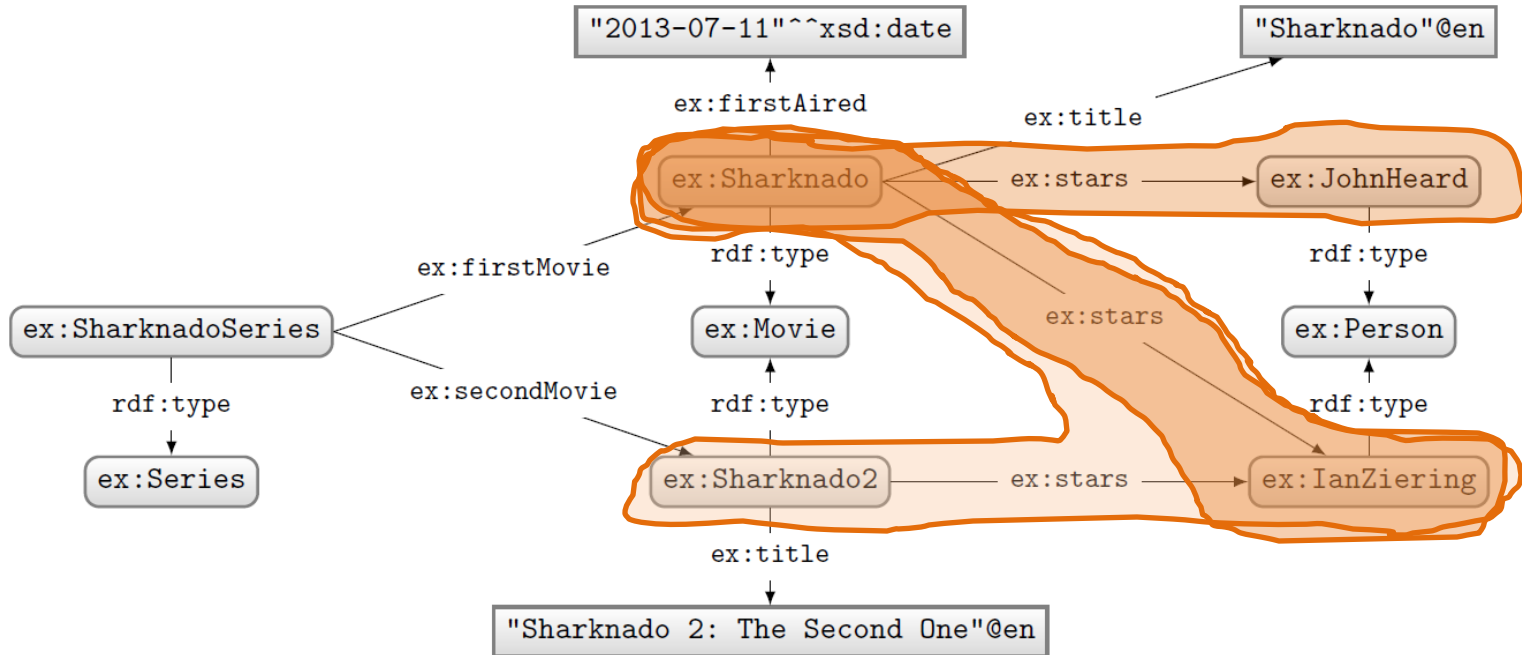 "2013-07-11"^^xsd:date
"Sharknado"@en
ex:firstAired
ex:title
ex:Sharknado
ex:stars
ex:JohnHeard
rdf:type
rdf:type
ex:firstMovie
ex:SharknadoSeries
ex:stars
ex:Movie
ex:Person
ex:secondMovie
rdf:type
rdf:type
rdf:type
ex:Series
ex:Sharknado2
ex:stars
ex:IanZiering
ex:title
"Sharknado 2: The Second One"@en